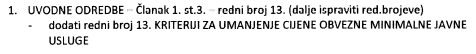 1. UVODNE ODREDBE – Članak 1. st.3. – redni broj 13. (dalje ispraviti red.brojeve)
- dodati redni broj 13. KRITERIJI ZA UMANJENJE CIJENE OBVEZNE MINIMALNE JAVNE
USLUGE